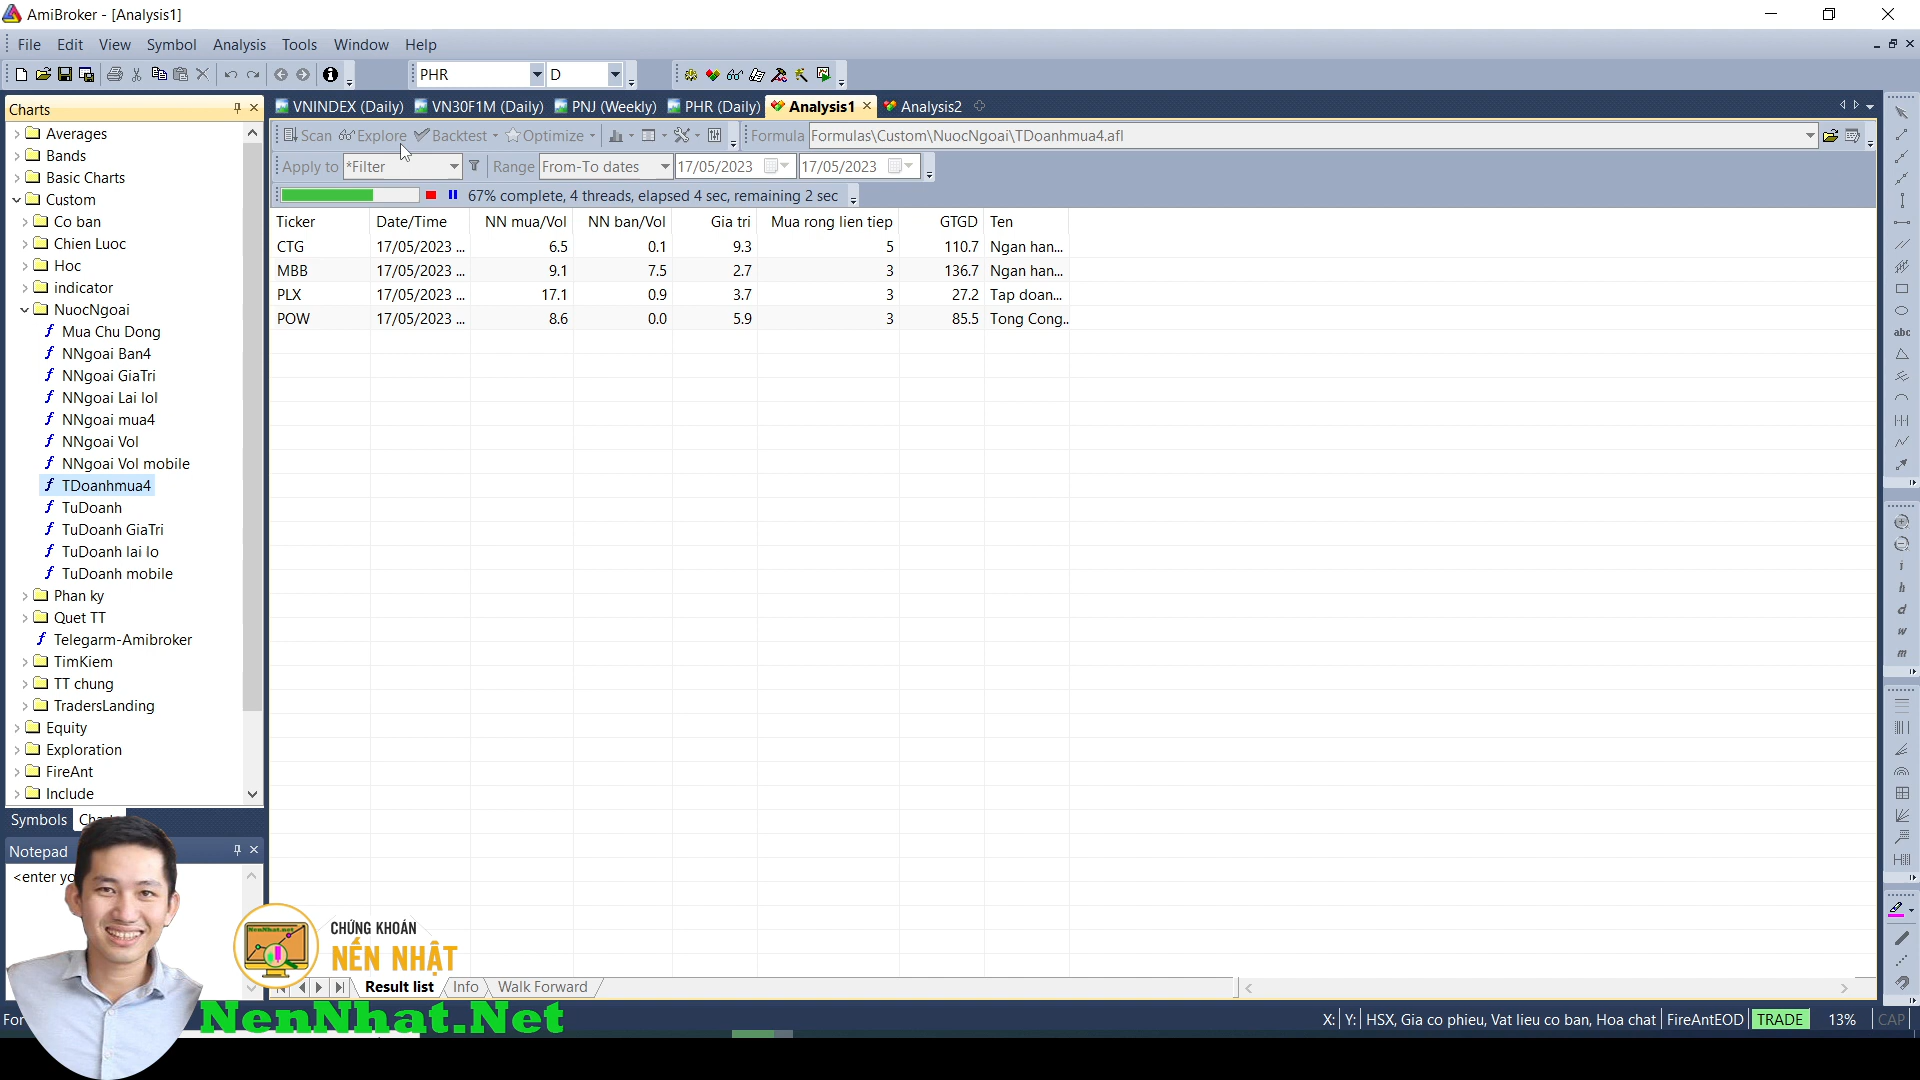 AmiBroker - [Analysis1]
File Edit View Symbol Analysis Tools Window Help
PHR D
Charts
VNINDEX (Daily) VN30F1M (Daily) PNJ (Weekly) PHR (Daily) Analysis1 Analysis2
Scan Explore Backtest Optimize Formula Formulas\Custom\NuocNgoai\TDoanhmua4.afl
Apply to *Filter Range From-To dates 17/05/2023 17/05/2023
67% complete, 4 threads, elapsed 4 sec, remaining 2 sec
Ticker Date/Time NN mua/Vol NN ban/Vol Gia tri Mua rong lien tiep GTGD Ten
CTG 17/05/2023 ... 6.5 0.1 9.3 5 110.7 Ngan han...
MBB 17/05/2023 ... 9.1 7.5 2.7 3 136.7 Ngan han...
PLX 17/05/2023 ... 17.1 0.9 3.7 3 27.2 Tap doan...
POW 17/05/2023 ... 8.6 0.0 5.9 3 85.5 Tong Cong..
Averages
Bands
Basic Charts
Custom
Co ban
Chien Luoc
Hoc
indicator
NuocNgoai
Mua Chu Dong
NNgoai Ban4
NNgoai GiaTri
NNgoai Lai lol
NNgoai mua4
NNgoai Vol
NNgoai Vol mobile
TDoanhmua4
TuDoanh
TuDoanh GiaTri
TuDoanh lai lo
TuDoanh mobile
Phan ky
Quet TT
Telegarm-Amibroker
TimKiem
TT chung
TradersLanding
Equity
Exploration
FireAnt
Include
Symbols
Notepad
<enter
abc
i
h
d
w
m
CHỨNG KHOÁN
NẾN NHẬT
NenNhat.net
Result list Info Walk Forward
NenNhat.Net
For
X: Y: HSX, Gia co phieu, Vat lieu co ban, Hoa chat FireAntEOD TRADE 13% CAP